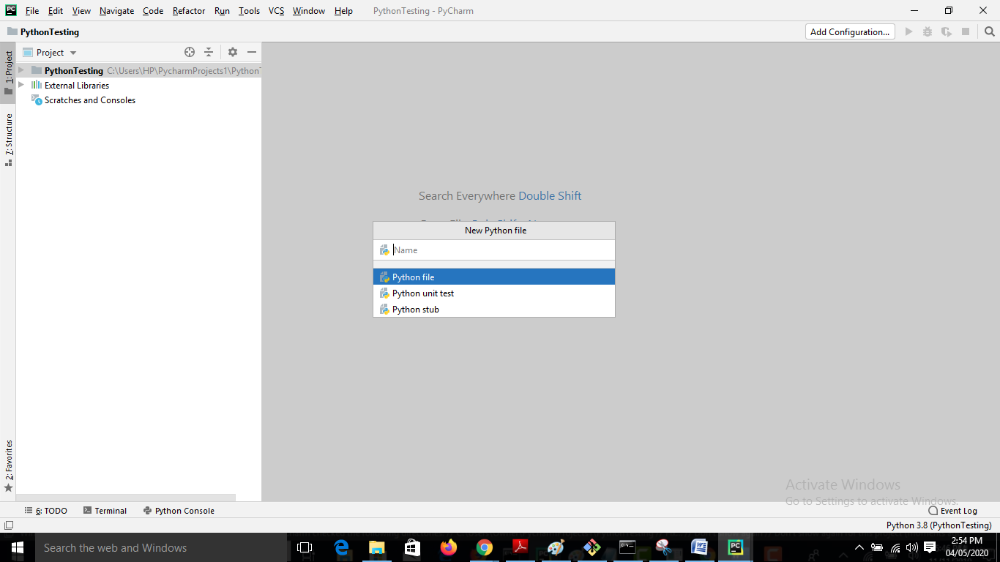 PC File Edit View Navigate Code Refactor Run Tools VCS Window Help PythonTesting - PyCharm
PythonTesting Add Configuration...
1: Project
Project
PythonTesting C:\Users\HP\PycharmProjects1\PythonT
External Libraries
Scratches and Consoles
7: Structure
Search Everywhere Double Shift
New Python file
Name
Python file
Python unit test
Python stub
2: Favorites
Activate Windows
Go to Settings to activate Windows.
6: TODO Terminal Python Console Event Log
Python 3.8 (PythonTesting)
Search the web and Windows
2:54 PM
04/05/2020